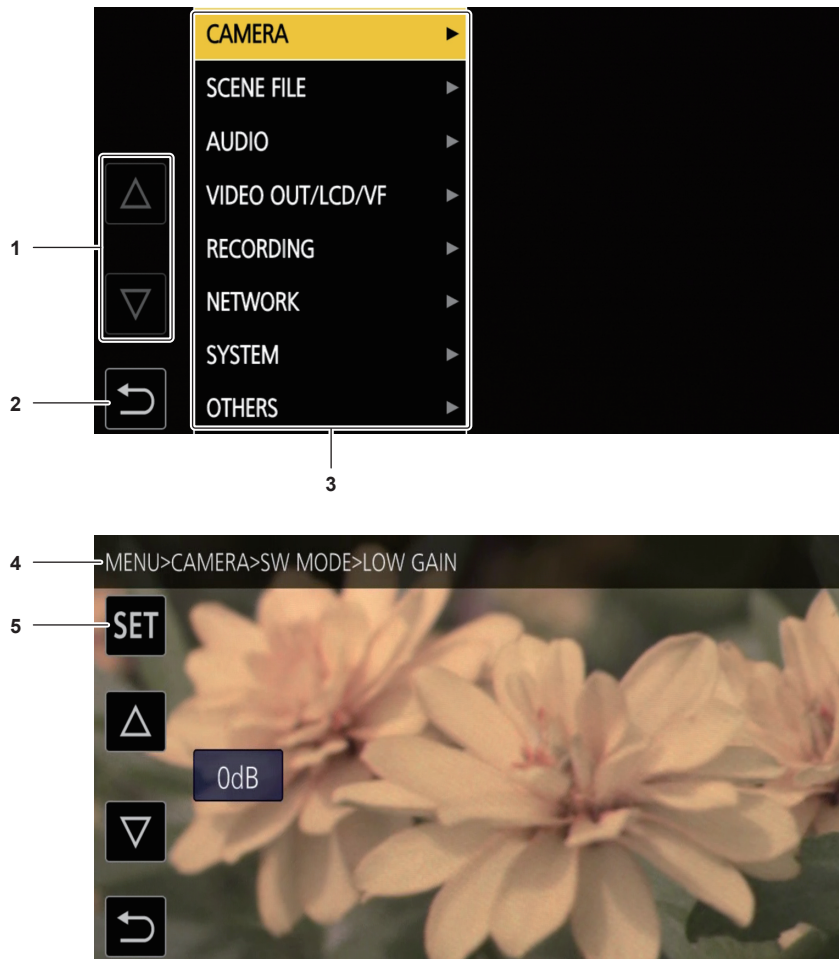 CAMERA
SCENE FILE
AUDIO
VIDEO OUT/LCD/VF
1
RECORDING
NETWORK
SYSTEM
2
OTHERS
3
4
MENU>CAMERA>SW MODE>LOW GAIN
5
SET
0dB